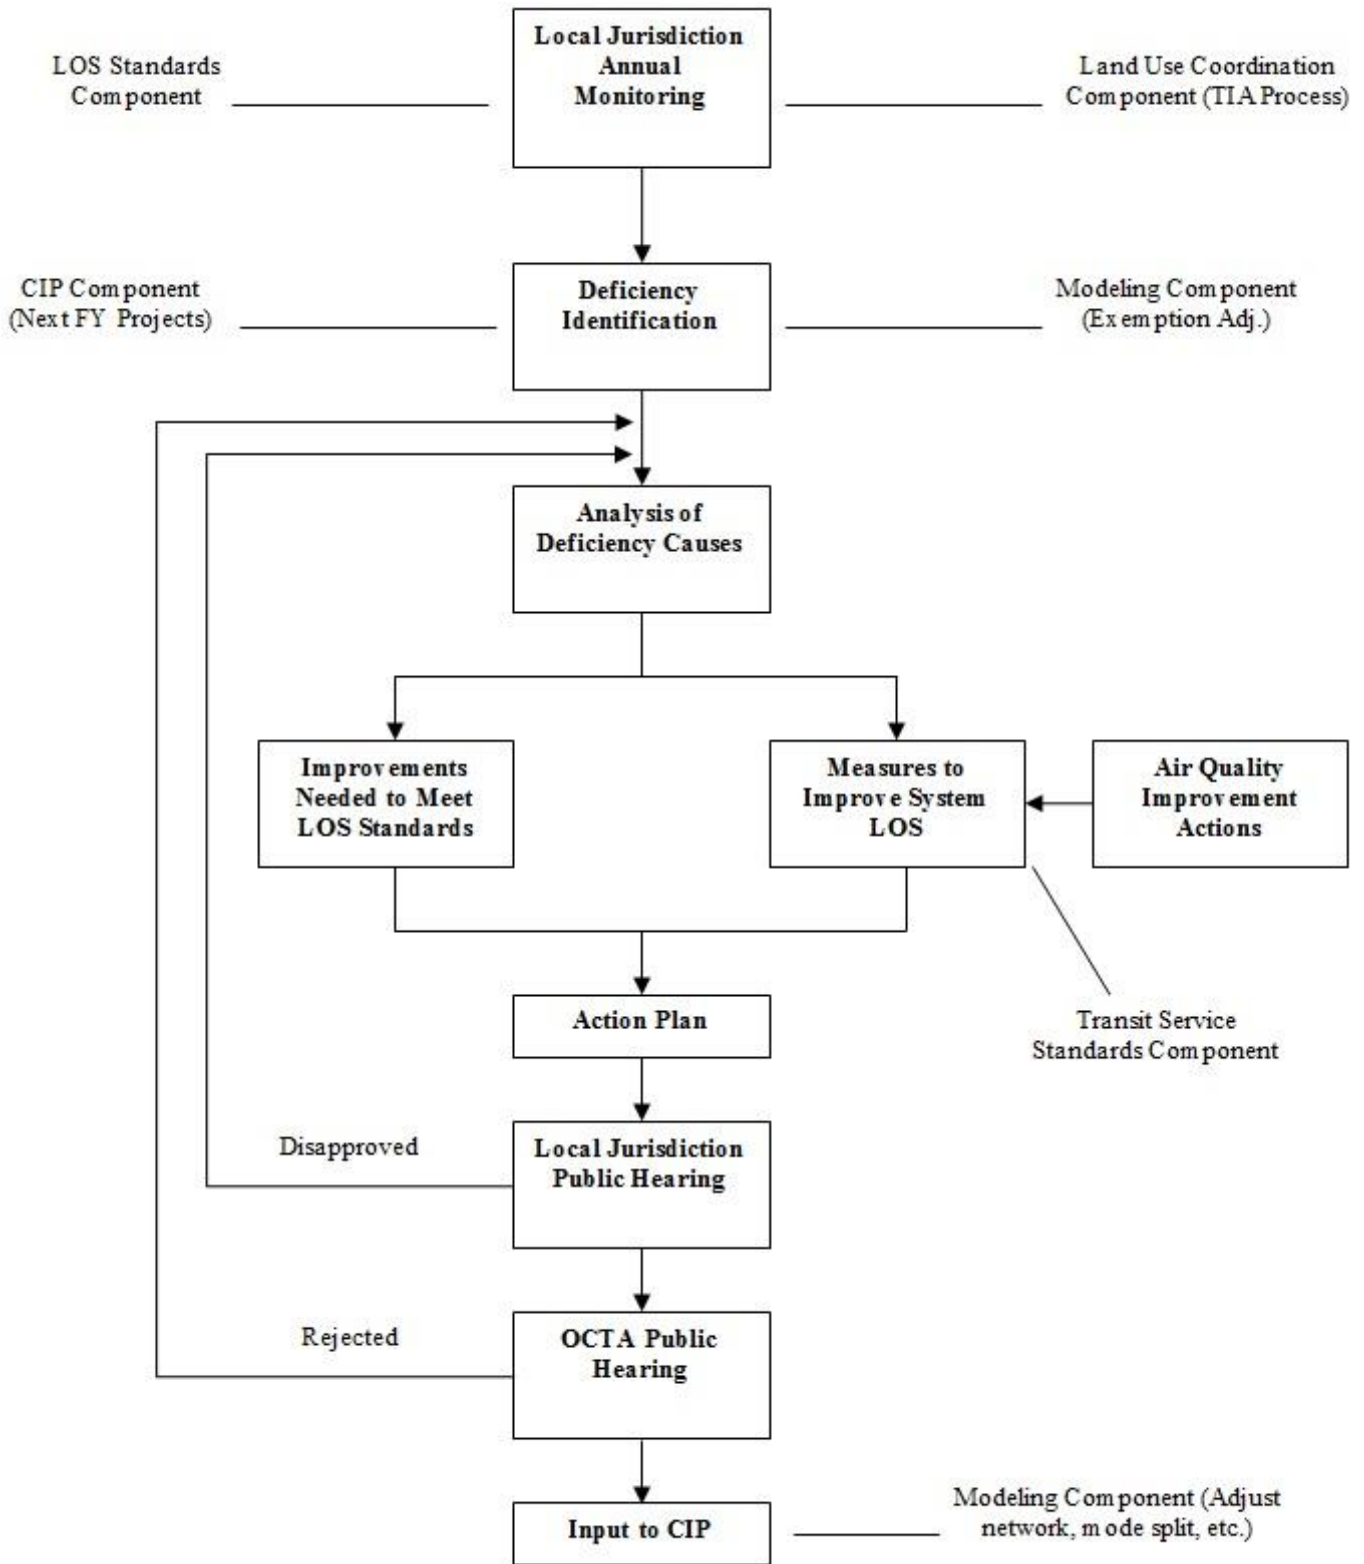 Local Jurisdiction
Annual
Monitoring
LOS Standards
Component
Land Use Coordination
Component (TIA Process)
CIP Component
(Next FY Projects)
Deficiency
Identification
Modeling Component
(Exemption Adj.)
Analysis of
Deficiency Causes
Improvements
Needed to Meet
LOS Standards
Measures to
Improve System
LOS
Air Quality
Improvement
Actions
Action Plan
Transit Service
Standards Component
Disapproved
Local Jurisdiction
Public Hearing
Rejected
OCTA Public
Hearing
Input to CIP
Modeling Component (Adjust
network, mode split, etc.)